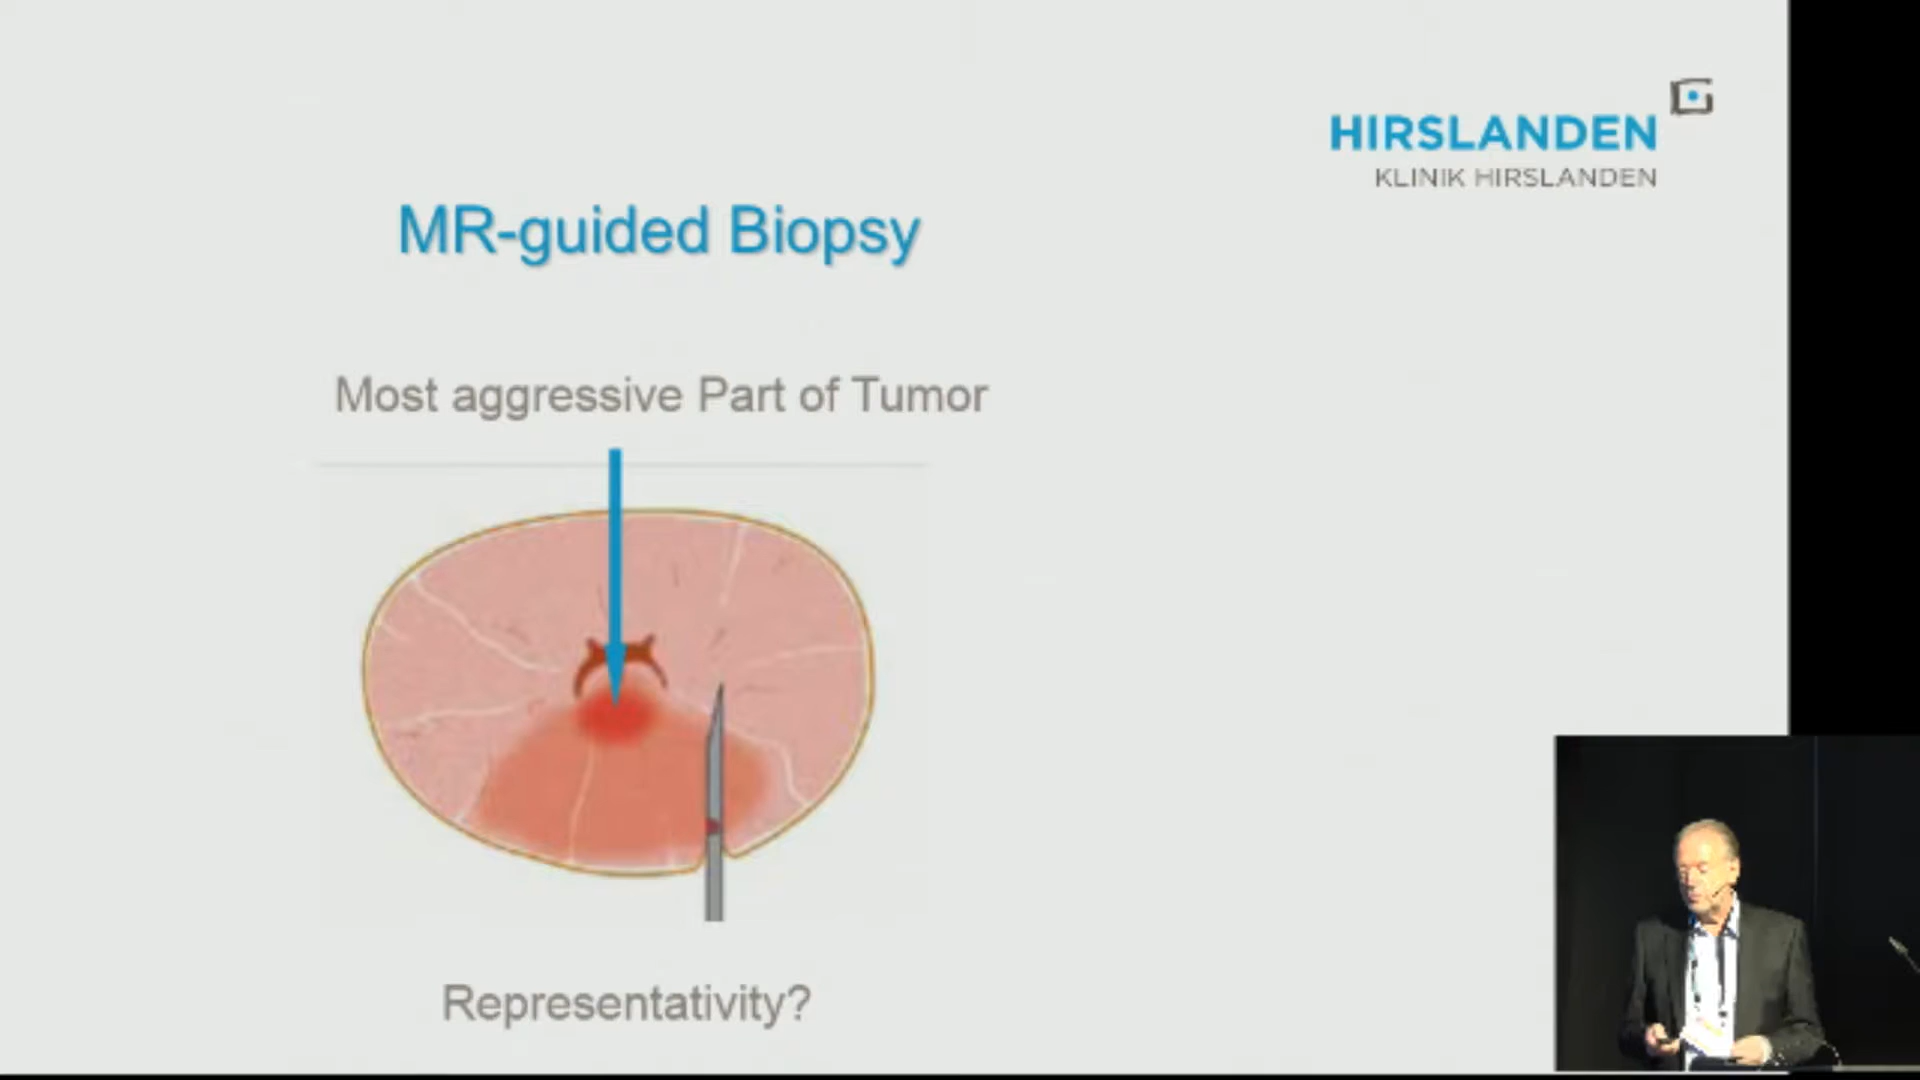 HIRSLANDEN
KLINIK HIRSLANDEN
MR-guided Biopsy
Most aggressive Part of Tumor
Representativity?